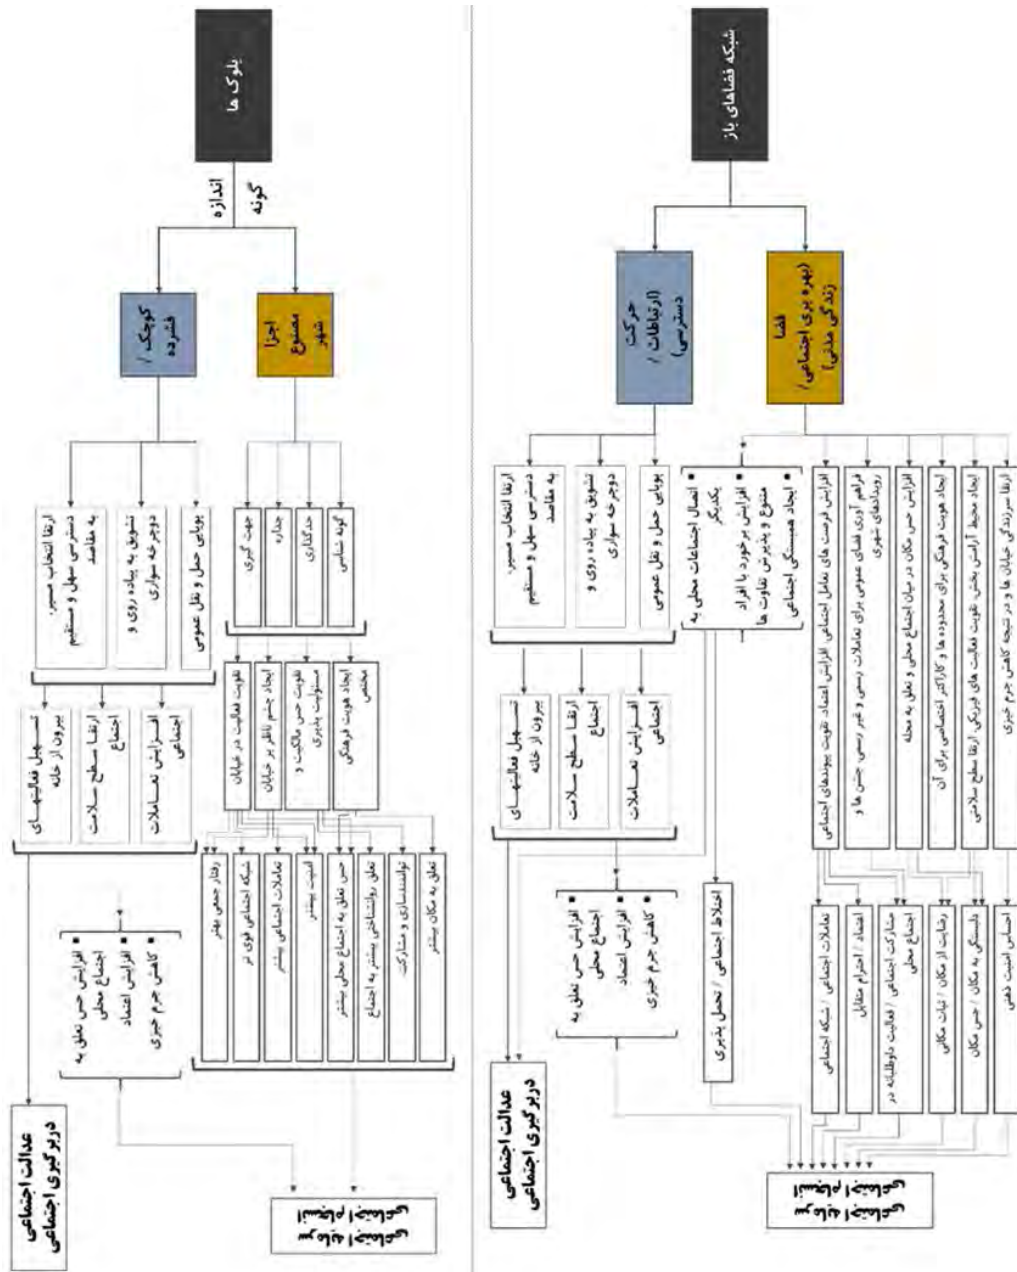 شبکه فضاهای باز
فضا
(بهره بری اجتماعی /
زندگی مدنی)
حرکت
(ارتباطات /
دسترسی)
ارتقا سرزندگی خیابان ها و در نتیجه کاهش جرم خیزی
ایجاد محیط آرامش بخش، تقویت فعالیت های فیزیکی، ارتقا سطح سلامتی
ایجاد هویت فرهنگی برای محدوده ها و کاراکتر اختصاصی برای آن
افزایش حس مکان در میان اجتماع محلی و تعلق به محله
فراهم آوری فضای عمومی برای تعاملات رسمی و غیر رسمی، جشن ها و
رویدادهای شهری
افزایش فرصت های تعامل اجتماعی، افزایش اعتماد، تقویت پیوندهای اجتماعی
ایجاد همبستگی اجتماعی
افزایش برخورد با افراد
متنوع و پذیرش تفاوت ها
اتصال اجتماعات محلی به
یکدیگر
پویایی حمل و نقل عمومی
تشویق به پیاده روی و
دوچرخه سواری
ارتقا انتخاب مسیر،
دسترسی سهل و مستقیم
به مقاصد
افزایش تعاملات
اجتماعی
ارتقا سطح سلامت
اجتماع
تسهیل فعالیتهای
بیرون از خانه
احساس امنیت ذهنی
دلبستگی به مکان / حس مکان
رضایت از مکان / ثبات مکانی
مشارکت اجتماعی / فعالیت داوطلبانه در
اجتماع محلی
اعتماد / احترام متقابل
تعاملات اجتماعی / شبکه اجتماعی
اختلاط اجتماعی / تحمل پذیری
کاهش جرم خیزی
افزایش اعتماد
افزایش حس تعلق به
اجتماع محلی
سرمایه اجتماعی
انسجام اجتماعی
عدالت اجتماعی
دربرگیری اجتماعی
بلوک ها
گونه
اندازه
شهر
مصنوع
اجزا
کوچک /
فشرده
گونه شناسی
حدگذاری
جداره
جهت گیری
پویایی حمل و نقل عمومی
تشویق به پیاده روی و
دوچرخه سواری
ارتقا انتخاب مسیر،
دسترسی سهل و مستقیم
به مقاصد
ایجاد هویت فرهنگی
مختص
تقویت حس مالکیت و
مسئولیت پذیری
ایجاد چشم ناظر بر خیابان
تقویت فعالیت در خیابان
افزایش تعاملات
اجتماعی
ارتقا سطح سلامت
اجتماع
تسهیل فعالیتهای
بیرون از خانه
تعلق به مکان بیشتر
توانمندسازی و مشارکت
تعلق روانشناختی بیشتر به اجتماع
حس تعلق به اجتماع محلی بیشتر
امنیت بیشتر
تعاملات اجتماعی بیشتر
شبکه اجتماعی قوی تر
رفتار جمعی بهتر
کاهش جرم خیزی
افزایش اعتماد
افزایش حس تعلق به
اجتماع محلی
سرمایه اجتماعی
انسجام اجتماعی
عدالت اجتماعی
دربرگیری اجتماعی